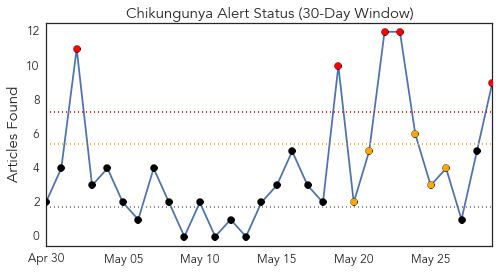 Chikungunya Alert Status (30-Day Window)
Articles Found
12
10
8
6
4
2
0
Apr 30
May 05
May 10
May 15
May 20
May 25